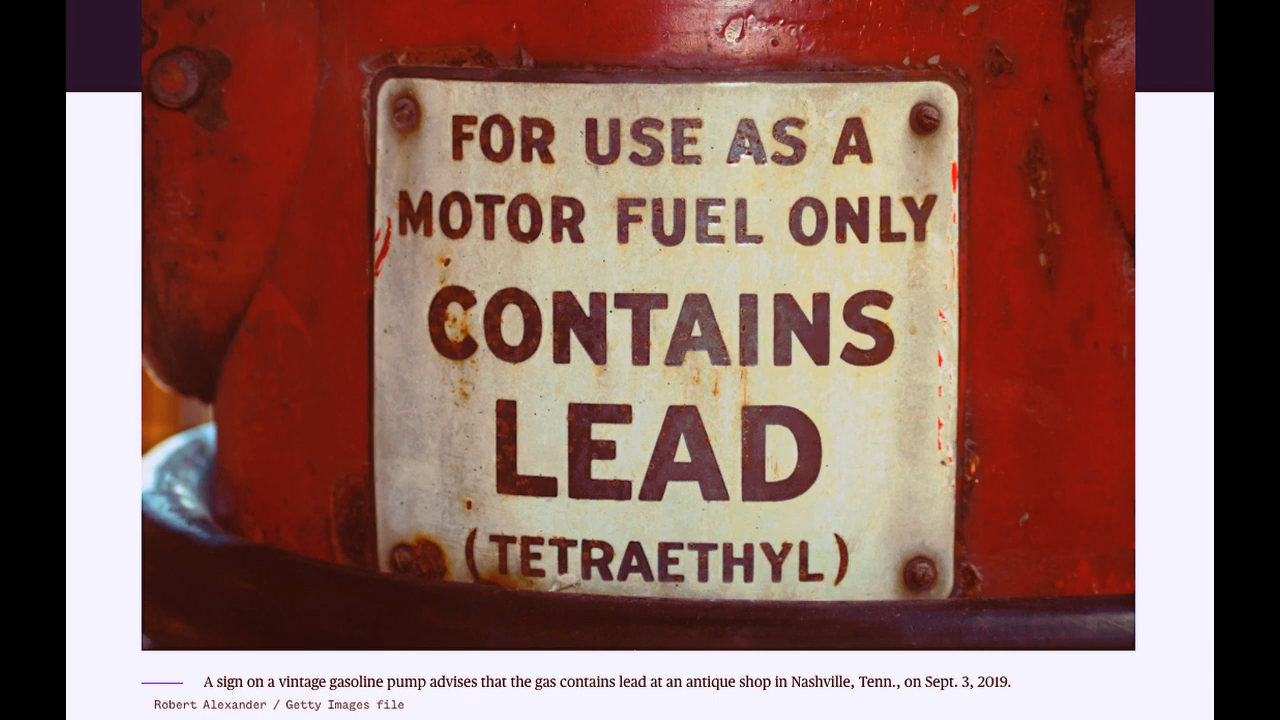 FOR USE AS A
MOTOR FUEL ONLY
CONTAINS
LEAD
(TETRAETHYL)
A sign on a vintage gasoline pump advises that the gas contains lead at an antique shop in Nashville, Tenn., on Sept. 3, 2019.
Robert Alexander / Getty Images file